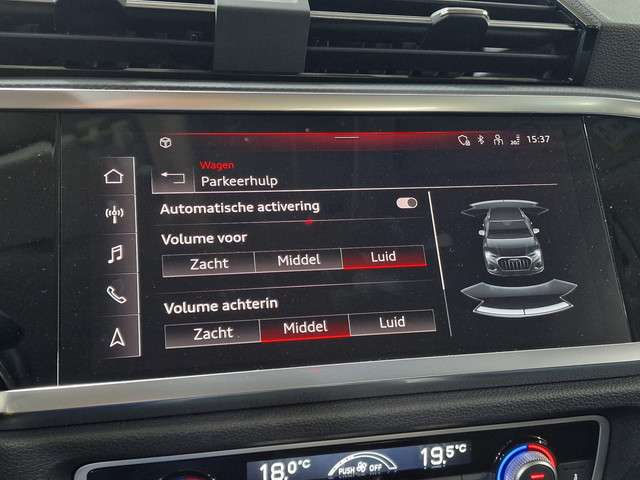 15:37
Wagen
Parkeerhulp
Automatische activering
Volume voor
Zacht Middel Luid
Volume achterin
Zacht Middel Luid
18.0°C PUSH OFF 19.5°C